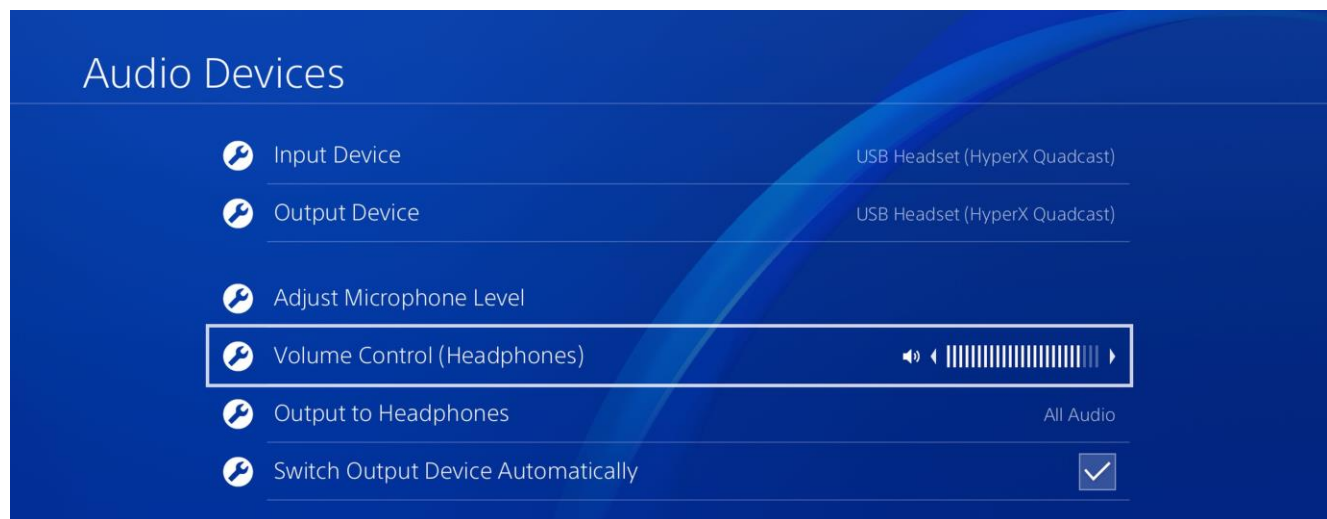 Audio Devices
Input Device USB Headset (HyperX Quadcast)
Output Device USB Headset (HyperX Quadcast)
Adjust Microphone Level
Volume Control (Headphones)
Output to Headphones All Audio
Switch Output Device Automatically